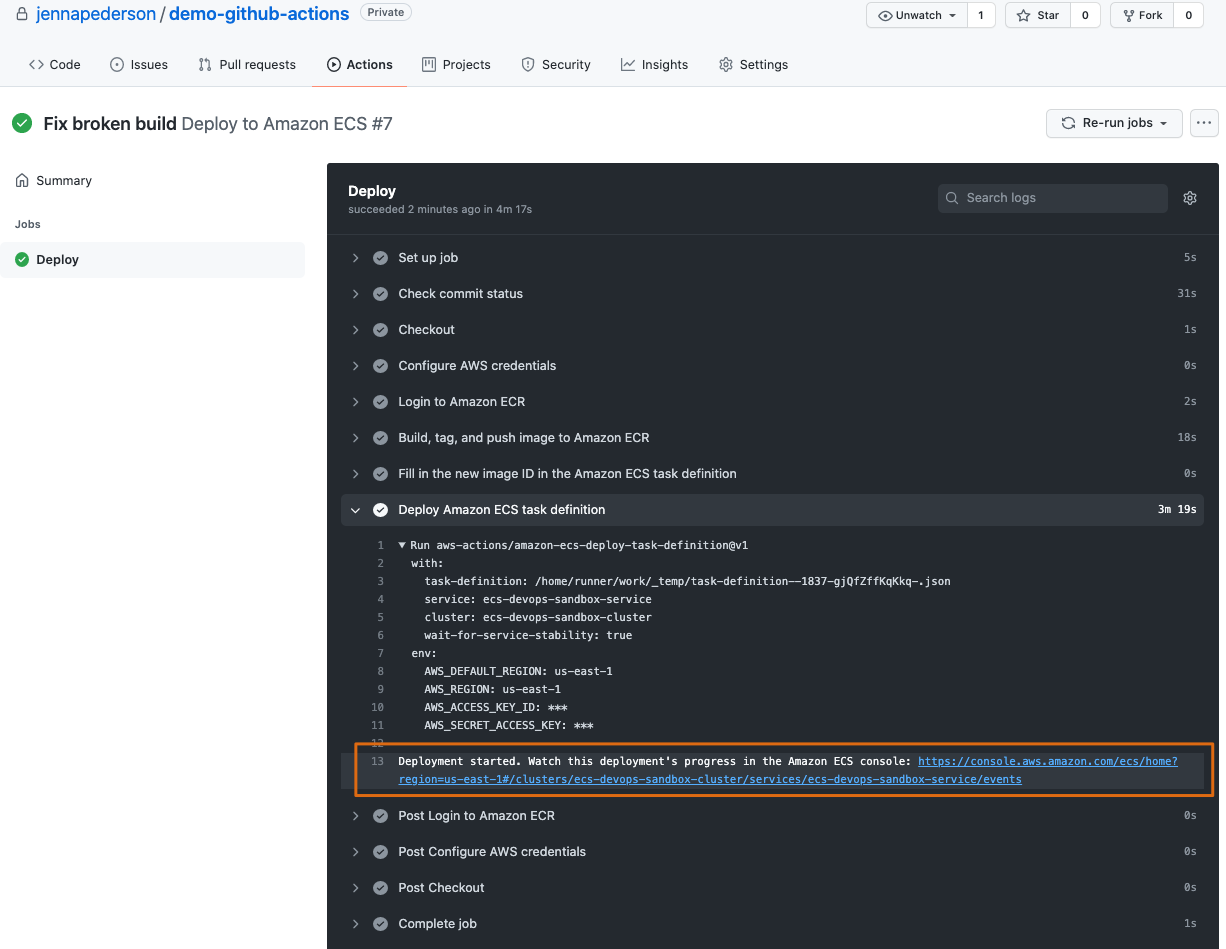 jennapederson / demo-github-actions Private Unwatch 1 Star 0 Fork 0
Code Issues Pull requests Actions Projects Security Insights Settings
Fix broken build Deploy to Amazon ECS #7 Re-run jobs ...
Summary
Jobs
Deploy
Deploy
succeeded 2 minutes ago in 4m 17s
Search logs
Set up job 5s
Check commit status 31s
Checkout 1s
Configure AWS credentials 0s
Login to Amazon ECR 2s
Build, tag, and push image to Amazon ECR 18s
Fill in the new image ID in the Amazon ECS task definition 0s
Deploy Amazon ECS task definition 3m 19s
1 ▼ Run aws-actions/amazon-ecs-deploy-task-definition@v1
2 with:
3 task-definition: /home/runner/work/_temp/task-definition--1837-gjQfZffKqKkq-.json
4 service: ecs-devops-sandbox-service
5 cluster: ecs-devops-sandbox-cluster
6 wait-for-service-stability: true
7 env:
8 AWS_DEFAULT_REGION: us-east-1
9 AWS_REGION: us-east-1
10 AWS_ACCESS_KEY_ID: ***
11 AWS_SECRET_ACCESS_KEY: ***
12
13 Deployment started. Watch this deployment's progress in the Amazon ECS console: https://console.aws.amazon.com/ecs/home?
region=us-east-1#/clusters/ecs-devops-sandbox-cluster/services/ecs-devops-sandbox-service/events
Post Login to Amazon ECR 0s
Post Configure AWS credentials 0s
Post Checkout 0s
Complete job 1s